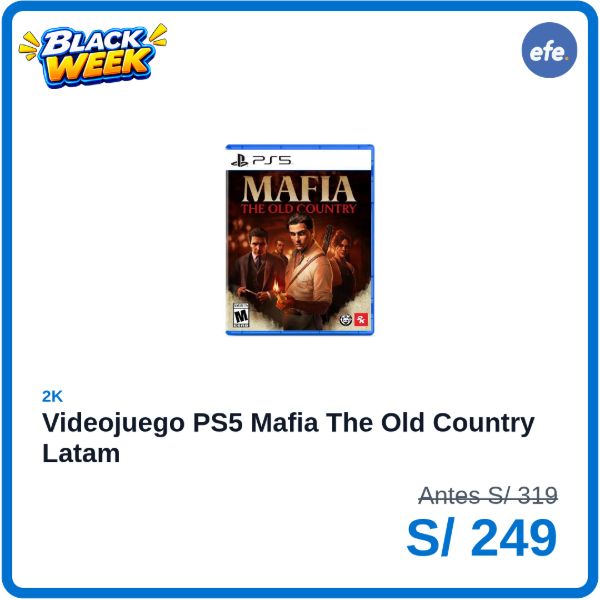 BLACK
WEEK
efe.
PS5
MAFIA
THE OLD COUNTRY
M
2K
2K
Videojuego PS5 Mafia The Old Country
Latam
Antes S/ 319
S/ 249